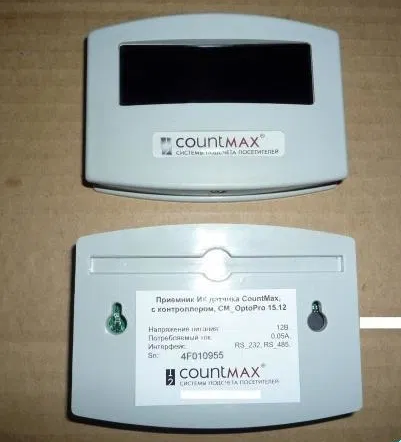 COUNTMAX®
СИСТЕМЫ ПОДСЧЕТА ПОСЕТИТЕЛЕЙ
Приемник ИК датчика CountMax,
с контроллером, CM_OptoPro 15.12
Напряжение питания: 12В
Потребляемый ток: 0,05А
Интерфейс: RS_232, RS_485
Sn: 4F010955
COUNTMAX®
СИСТЕМЫ ПОДСЧЕТА ПОСЕТИТЕЛЕЙ